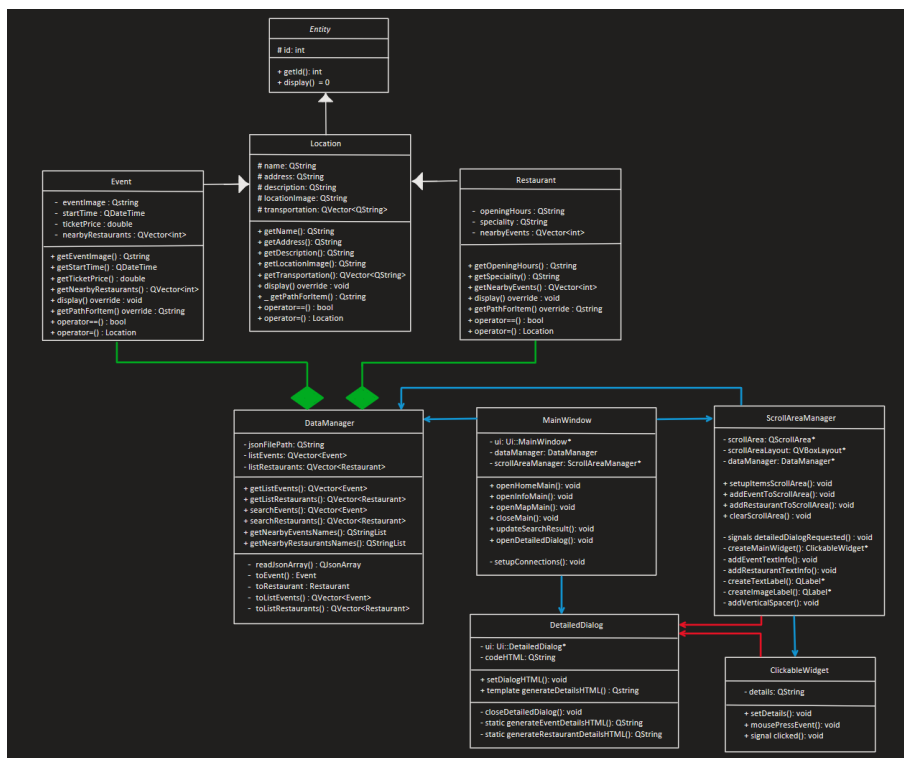 Entity
# id: int
+ getId(): int
+ display() = 0
Location
# name: QString
# address: QString
# description: QString
# locationImage: QString
# transportation: QVector<QString>
+ getName(): QString
+ getAddress(): QString
+ getDescription(): QString
+ getLocationImage(): QString
+ getTransportation(): QVector<QString>
+ display() override : void
+ _ getPathForItem() : QString
+ operator==() : bool
+ operator=() : Location
Event
- eventImage : Qstring
- startTime : QDateTime
- ticketPrice : double
- nearbyRestaurants : QVector<int>
+ getEventImage() : Qstring
+ getStartTime() : QDateTime
+ getTicketPrice() : double
+ getNearbyRestaurants() : QVector<int>
+ display() override : void
+ getPathForItem() override : Qstring
+ operator==() : bool
+ operator=() : Location
Restaurant
- openingHours : QString
- speciality : QString
- nearbyEvents : QVector<int>
+ getOpeningHours() : Qstring
+ getSpeciality() : QString
+ getNearbyEvents() : QVector<int>
+ display() override : void
+ getPathForItem() override : Qstring
+ operator==() : bool
+ operator=() : Location
DataManager
- jsonFilePath: QString
- listEvents: QVector<Event>
- listRestaurants: QVector<Restaurant>
+ getListEvents(): QVector<Event>
+ getListRestaurants(): QVector<Restaurant>
+ searchEvents(): QVector<Event>
+ searchRestaurants(): QVector<Restaurant>
+ getNearbyEventsNames(): QStringList
+ getNearbyRestaurantsNames(): QStringList
- readJsonArray() : QJsonArray
- toEvent() : Event
- toRestaurant : Restaurant
- toListEvents() : QVector<Event>
- toListRestaurants() : QVector<Restaurant>
MainWindow
- ui: Ui::MainWindow*
- dataManager: DataManager
- scrollAreaManager: ScrollAreaManager*
+ openHomeMain(): void
+ openInfoMain(): void
+ openMapMain(): void
+ closeMain(): void
+ updateSearchResult(): void
+ openDetailedDialog(): void
- setupConnections(): void
ScrollAreaManager
- scrollArea: QScrollArea*
- scrollAreaLayout: QVBoxLayout*
- dataManager: DataManager*
+ setupItemsScrollArea(): void
+ addEventToScrollArea(): void
+ addRestaurantToScrollArea(): void
+ clearScrollArea() : void
- signals detailedDialogRequested() : void
- createMainWidget(): ClickableWidget*
- addEventTextInfo(): void
- addRestaurantTextInfo(): void
- createTextLabel(): QLabel*
- createImageLabel(): QLabel*
- addVerticalSpacer(): void
DetailedDialog
- ui: Ui::DetailedDialog*
- codeHTML: QString
+ setDialogHTML(): void
+ template generateDetailsHTML() : QString
- closeDetailedDialog(): void
- static generateEventDetailsHTML(): QString
- static generateRestaurantDetailsHTML(): QString
ClickableWidget
- details: QString
+ setDetails(): void
+ mousePressEvent(): void
+ signal clicked(): void